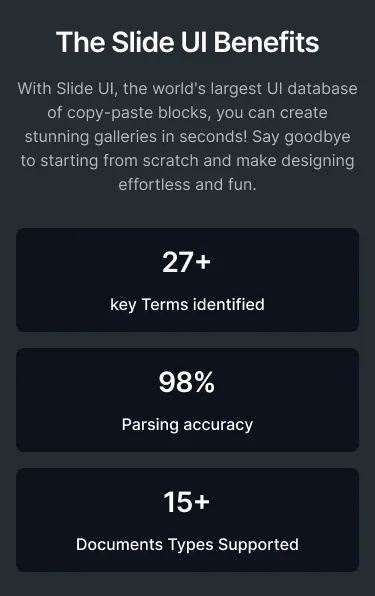 The Slide UI Benefits
With Slide UI, the world's largest UI database
of copy-paste blocks, you can create
stunning galleries in seconds! Say goodbye
to starting from scratch and make designing
effortless and fun.
27+
key Terms identified
98%
Parsing accuracy
15+
Documents Types Supported